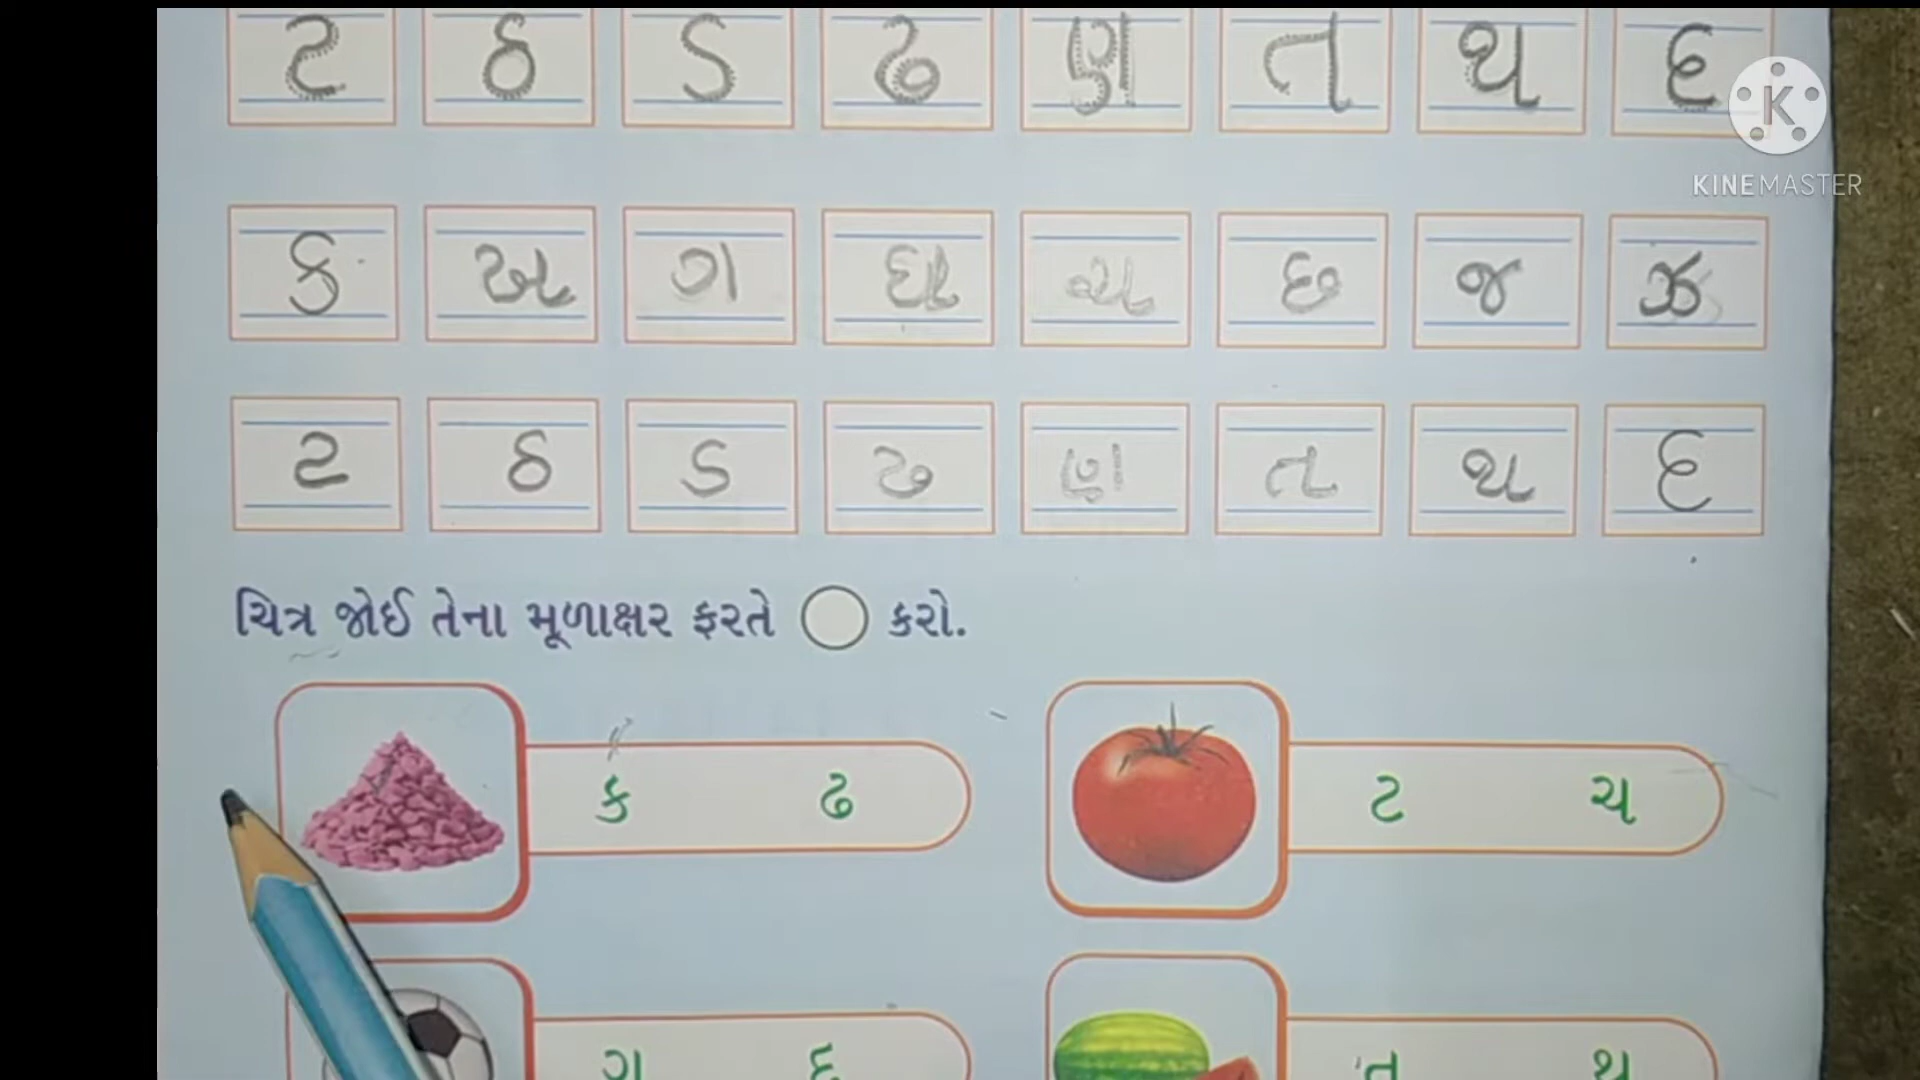 ટ ઠ ડ ઢ ણ ત થ દ
KINEMASTER
ક ખ ગ ઘ ચ છ જ ઝ
ટ ઠ ડ ઢ ણ ત થ દ
ચિત્ર જોઈ તેના મૂળાક્ષર ફરતે કરો.
ક ઢ ટ ચ
ગ દ ત થ